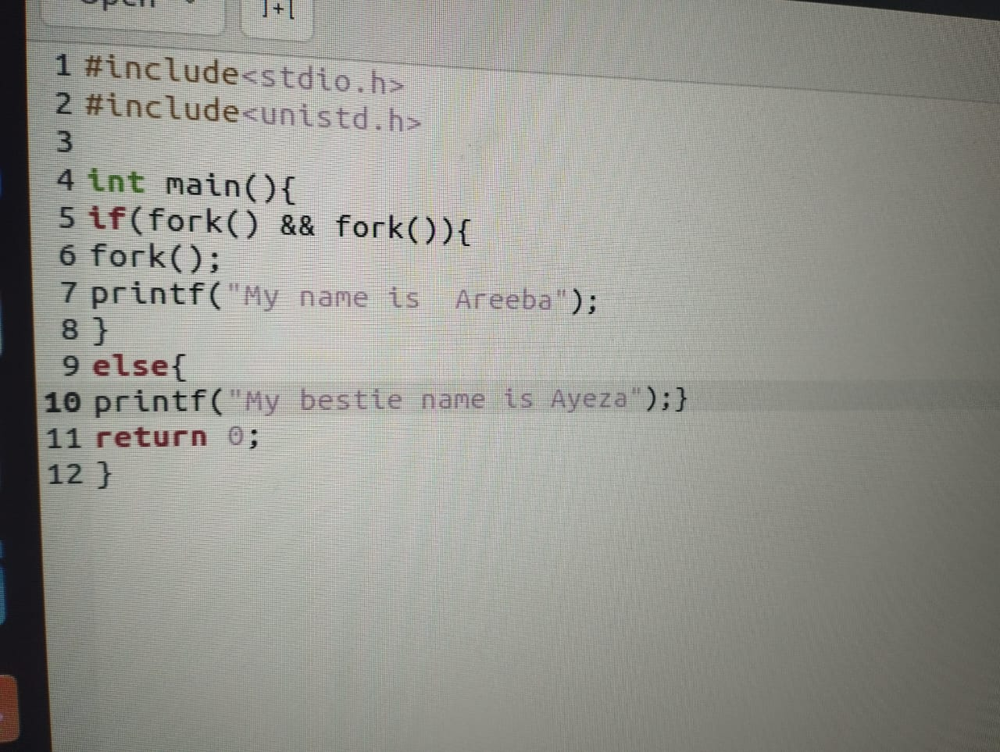 Open
1 #include<stdio.h>
2 #include<unistd.h>
3
4 int main(){
5 if(fork() && fork()){
6 fork();
7 printf("My name is  Areeba");
8 }
9 else{
10 printf("My bestie name is Ayeza");}
11 return 0;
12 }